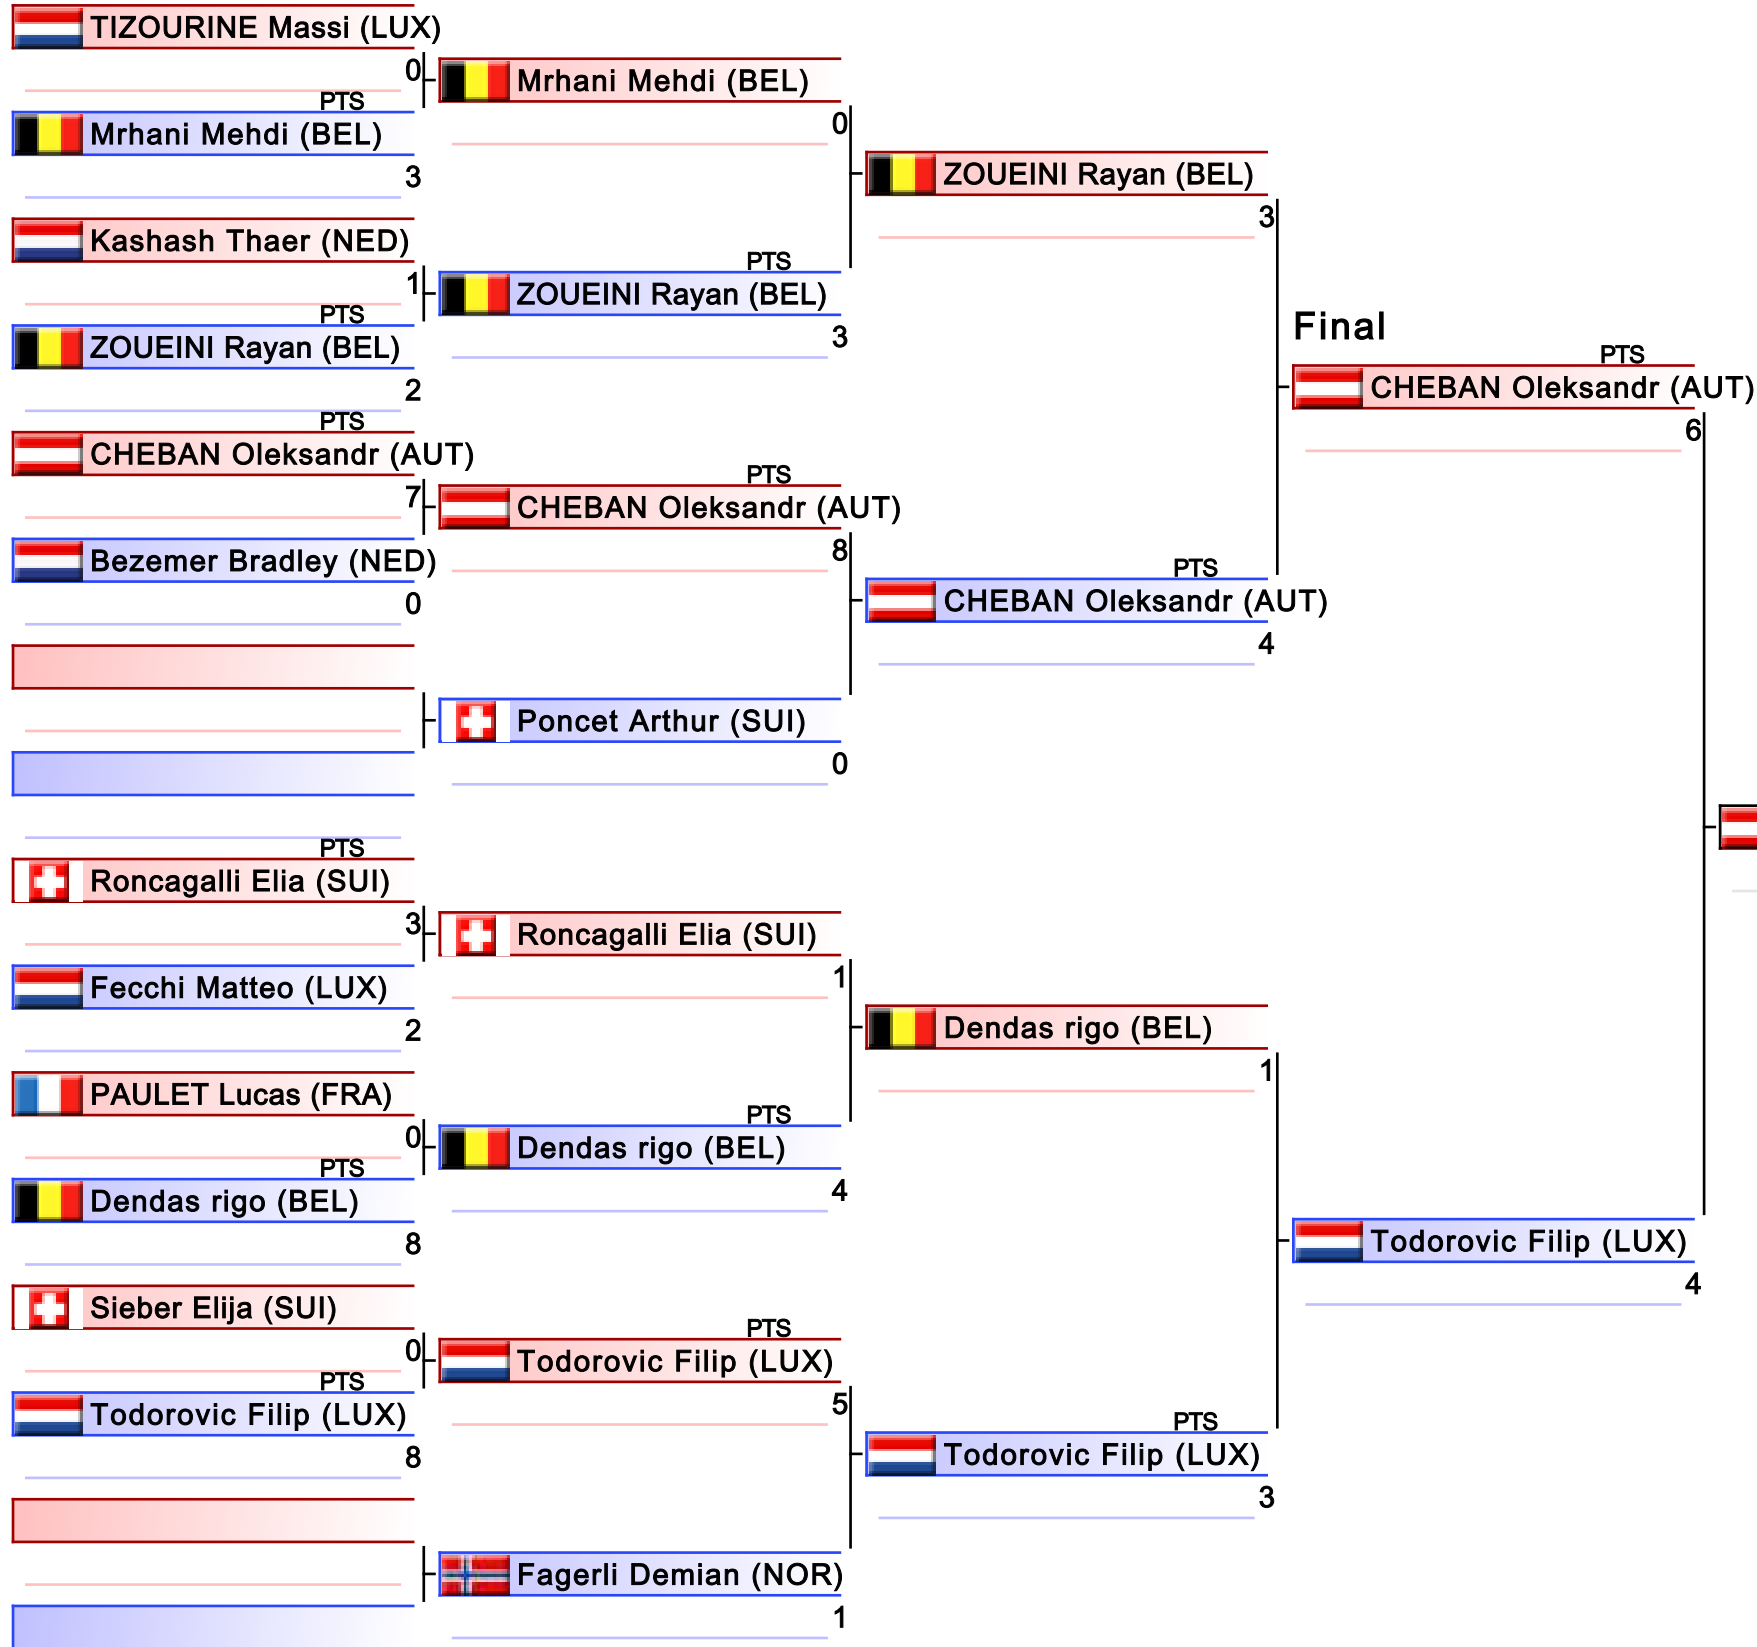 TIZOURINE Massi (LUX)
0
PTS
Mrhani Mehdi (BEL)
3
Kashash Thaer (NED)
1
PTS
ZOUEINI Rayan (BEL)
2
PTS
CHEBAN Oleksandr (AUT)
7
Bezemer Bradley (NED)
0
PTS
Roncagalli Elia (SUI)
3
Fecchi Matteo (LUX)
2
PAULET Lucas (FRA)
0
PTS
Dendas rigo (BEL)
8
Sieber Elija (SUI)
0
PTS
Todorovic Filip (LUX)
8
Mrhani Mehdi (BEL)
0
PTS
ZOUEINI Rayan (BEL)
3
PTS
CHEBAN Oleksandr (AUT)
8
Poncet Arthur (SUI)
0
Roncagalli Elia (SUI)
1
PTS
Dendas rigo (BEL)
4
PTS
Todorovic Filip (LUX)
5
Fagerli Demian (NOR)
1
ZOUEINI Rayan (BEL)
3
PTS
CHEBAN Oleksandr (AUT)
4
Dendas rigo (BEL)
1
PTS
Todorovic Filip (LUX)
3
Final
PTS
CHEBAN Oleksandr (AUT)
6
Todorovic Filip (LUX)
4